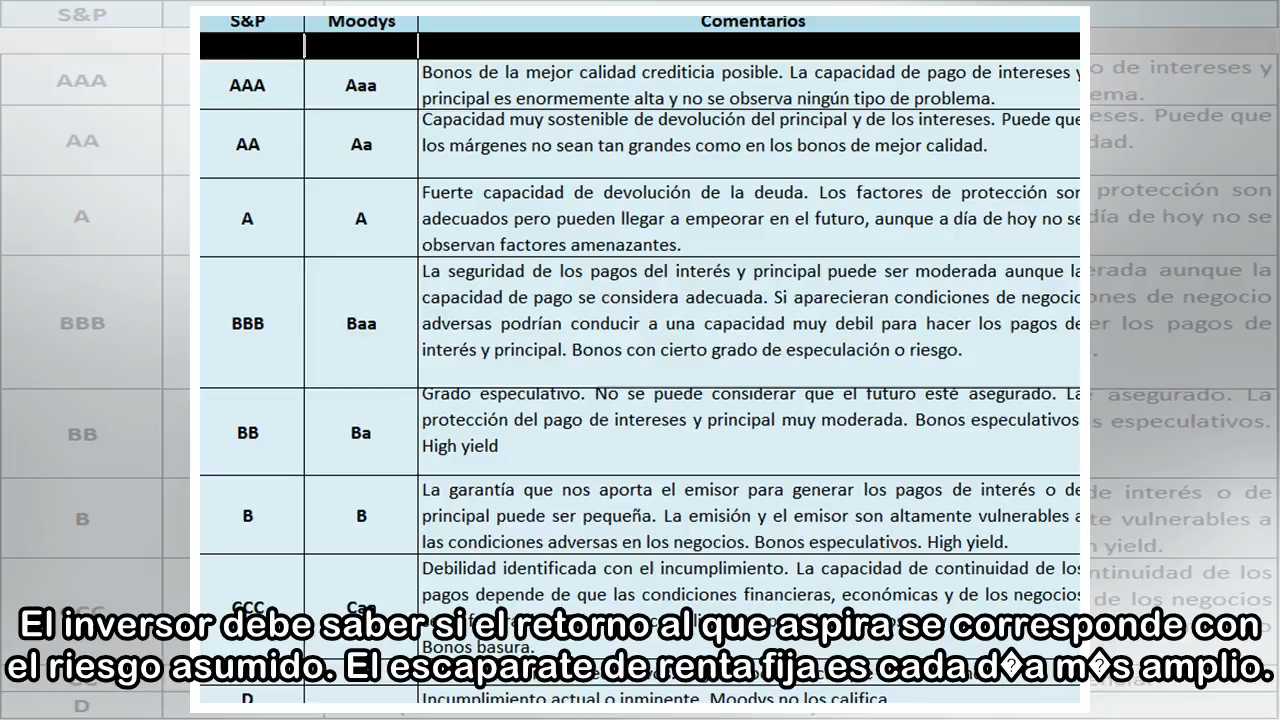 S&P Moodys Comentarios
AAA Aaa Bonos de la mejor calidad crediticia posible. La capacidad de pago de intereses y
principal es enormemente alta y no se observa ningún tipo de problema.
AA Aa Capacidad muy sostenible de devolución del principal y de los intereses. Puede que
los márgenes no sean tan grandes como en los bonos de mejor calidad.
A A Fuerte capacidad de devolución de la deuda. Los factores de protección son
adecuados pero pueden llegar a empeorar en el futuro, aunque a día de hoy no se
observan factores amenazantes.
BBB Baa La seguridad de los pagos del interés y principal puede ser moderada aunque la
capacidad de pago se considera adecuada. Si aparecieran condiciones de negocio
adversas podrían conducir a una capacidad muy debil para hacer los pagos de
interés y principal. Bonos con cierto grado de especulación o riesgo.
BB Ba Grado especulativo. No se puede considerar que el futuro esté asegurado. La
protección del pago de intereses y principal muy moderada. Bonos especulativos.
High yield
B B La garantía que nos aporta el emisor para generar los pagos de interés o de
principal puede ser pequeña. La emisión y el emisor son altamente vulnerables a
las condiciones adversas en los negocios. Bonos especulativos. High yield.
CCC Caa Debilidad identificada con el incumplimiento. La capacidad de continuidad de los
pagos depende de que las condiciones financieras, económicas y de los negocios
Bonos basura.
D Incumplimiento actual o inminente. Moodys no los califica.
El inversor debe saber si el retorno al que aspira se corresponde con
el riesgo asumido. El escaparate de renta fija es cada d�a m�s amplio.